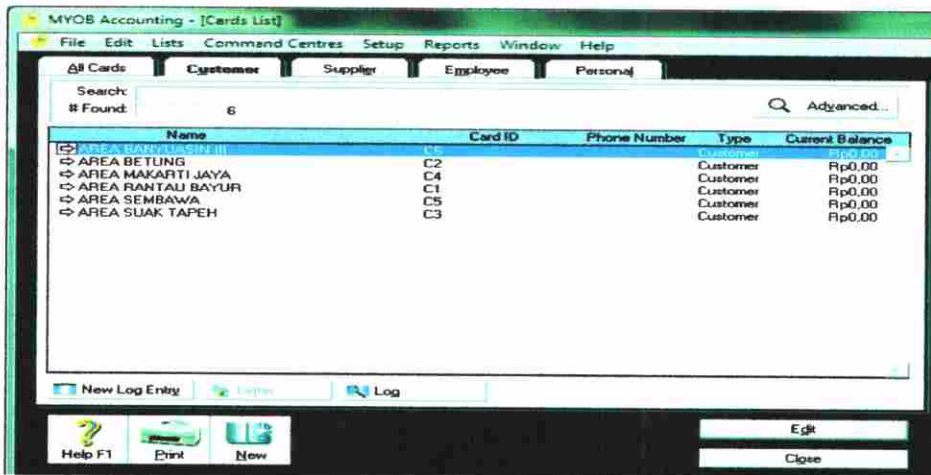 MYOB Accounting - [Cards List]
File Edit Lists Command Centres Setup Reports Window Help
All Cards Customer Supplier Employee Personal
Search:
# Found: 6 Advanced...
Name Card ID Phone Number Type Current Balance
AREA BANYUASIN III C6 Customer Rp0,00
AREA BETUNG C2 Customer Rp0,00
AREA MAKARTI JAYA C4 Customer Rp0,00
AREA RANTAU BAYUR C1 Customer Rp0,00
AREA SEMBAWA C5 Customer Rp0,00
AREA SUAK TAPEH C3 Customer Rp0,00
New Log Entry Letter Log
Help F1 Print New
Edit
Close